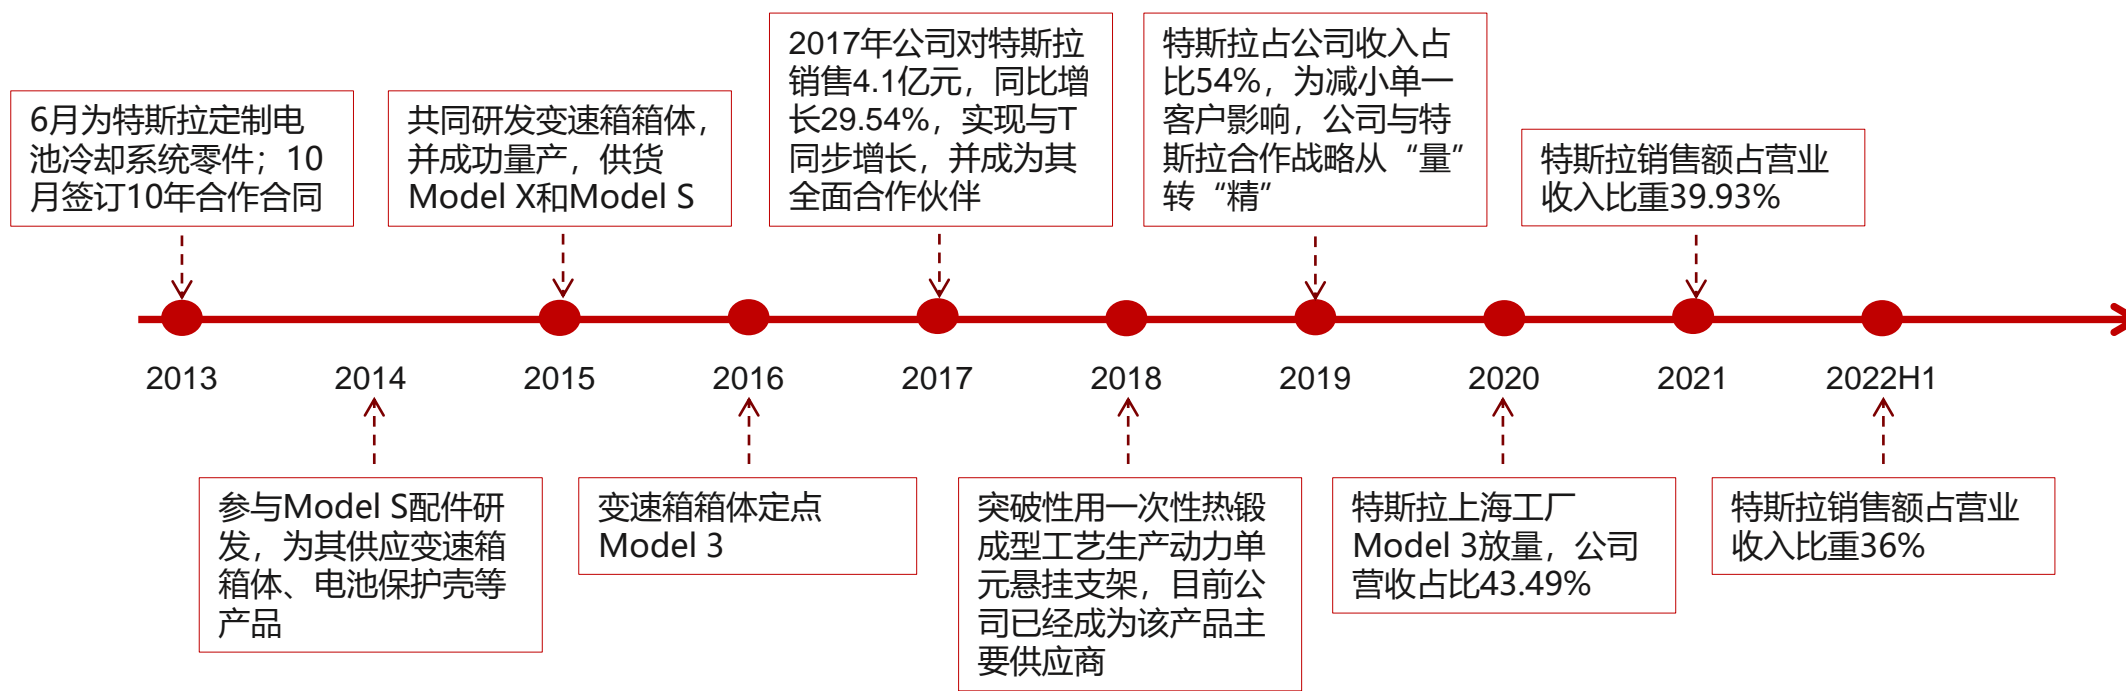 6月为特斯拉定制电
池冷却系统零件；10
月签订10年合作合同
共同研发变速箱箱体，
并成功量产，供货
Model X和Model S
2017年公司对特斯拉
销售4.1亿元，同比增
长29.54%，实现与T
同步增长，并成为其
全面合作伙伴
特斯拉占公司收入占
比54%，为减小单一
客户影响，公司与特
斯拉合作战略从“量”
转“精”
特斯拉销售额占营业
收入比重39.93%
2013
2014
2015
2016
2017
2018
2019
2020
2021
2022H1
参与Model S配件研
发，为其供应变速箱
箱体、电池保护壳等
产品
变速箱箱体定点
Model 3
突破性用一次性热锻
成型工艺生产动力单
元悬挂支架，目前公
司已经成为该产品主
要供应商
特斯拉上海工厂
Model 3放量，公司
营收占比43.49%
特斯拉销售额占营业
收入比重36%